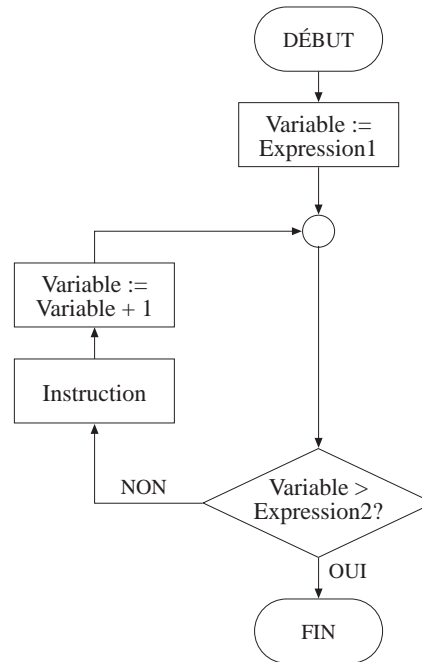 DÉBUT
Variable :=
Expression1
Variable :=
Variable + 1
Instruction
NON
Variable >
Expression2?
OUI
FIN